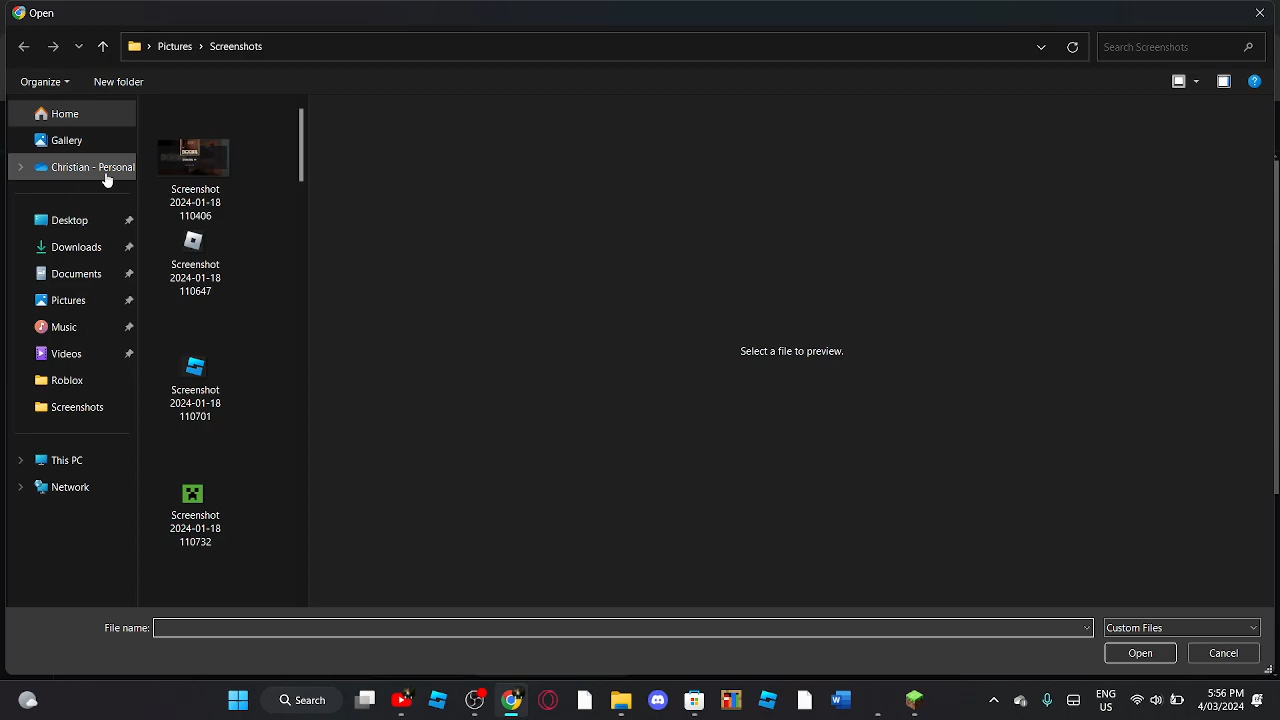 Open
Pictures > Screenshots
Search Screenshots
Organize
New folder
Home
Gallery
Christian - Personal
Desktop
Downloads
Documents
Pictures
Music
Videos
Roblox
Screenshots
This PC
Network
Screenshot
2024-01-18
110406
Screenshot
2024-01-18
110647
Screenshot
2024-01-18
110701
Screenshot
2024-01-18
110732
Select a file to preview.
File name:
Custom Files
Open
Cancel
Search
ENG
US
5:56 PM
4/03/2024